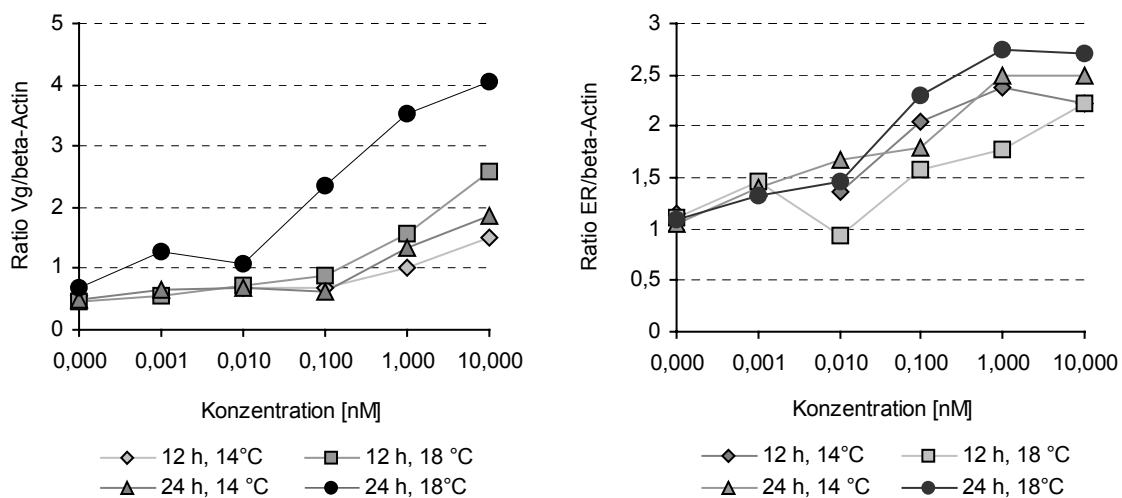 Ratio Vg/beta-Actin
5
4
3
2
1
0
0,000 0,001 0,010 0,100 1,000 10,000
Konzentration [nM]
12 h, 14°C 12 h, 18 °C
24 h, 14 °C 24 h, 18°C
Ratio ER/beta-Actin
3
2,5
2
1,5
1
0,5
0
0,000 0,001 0,010 0,100 1,000 10,000
Konzentration [nM]
12 h, 14°C 12 h, 18 °C
24 h, 14 °C 24 h, 18°C